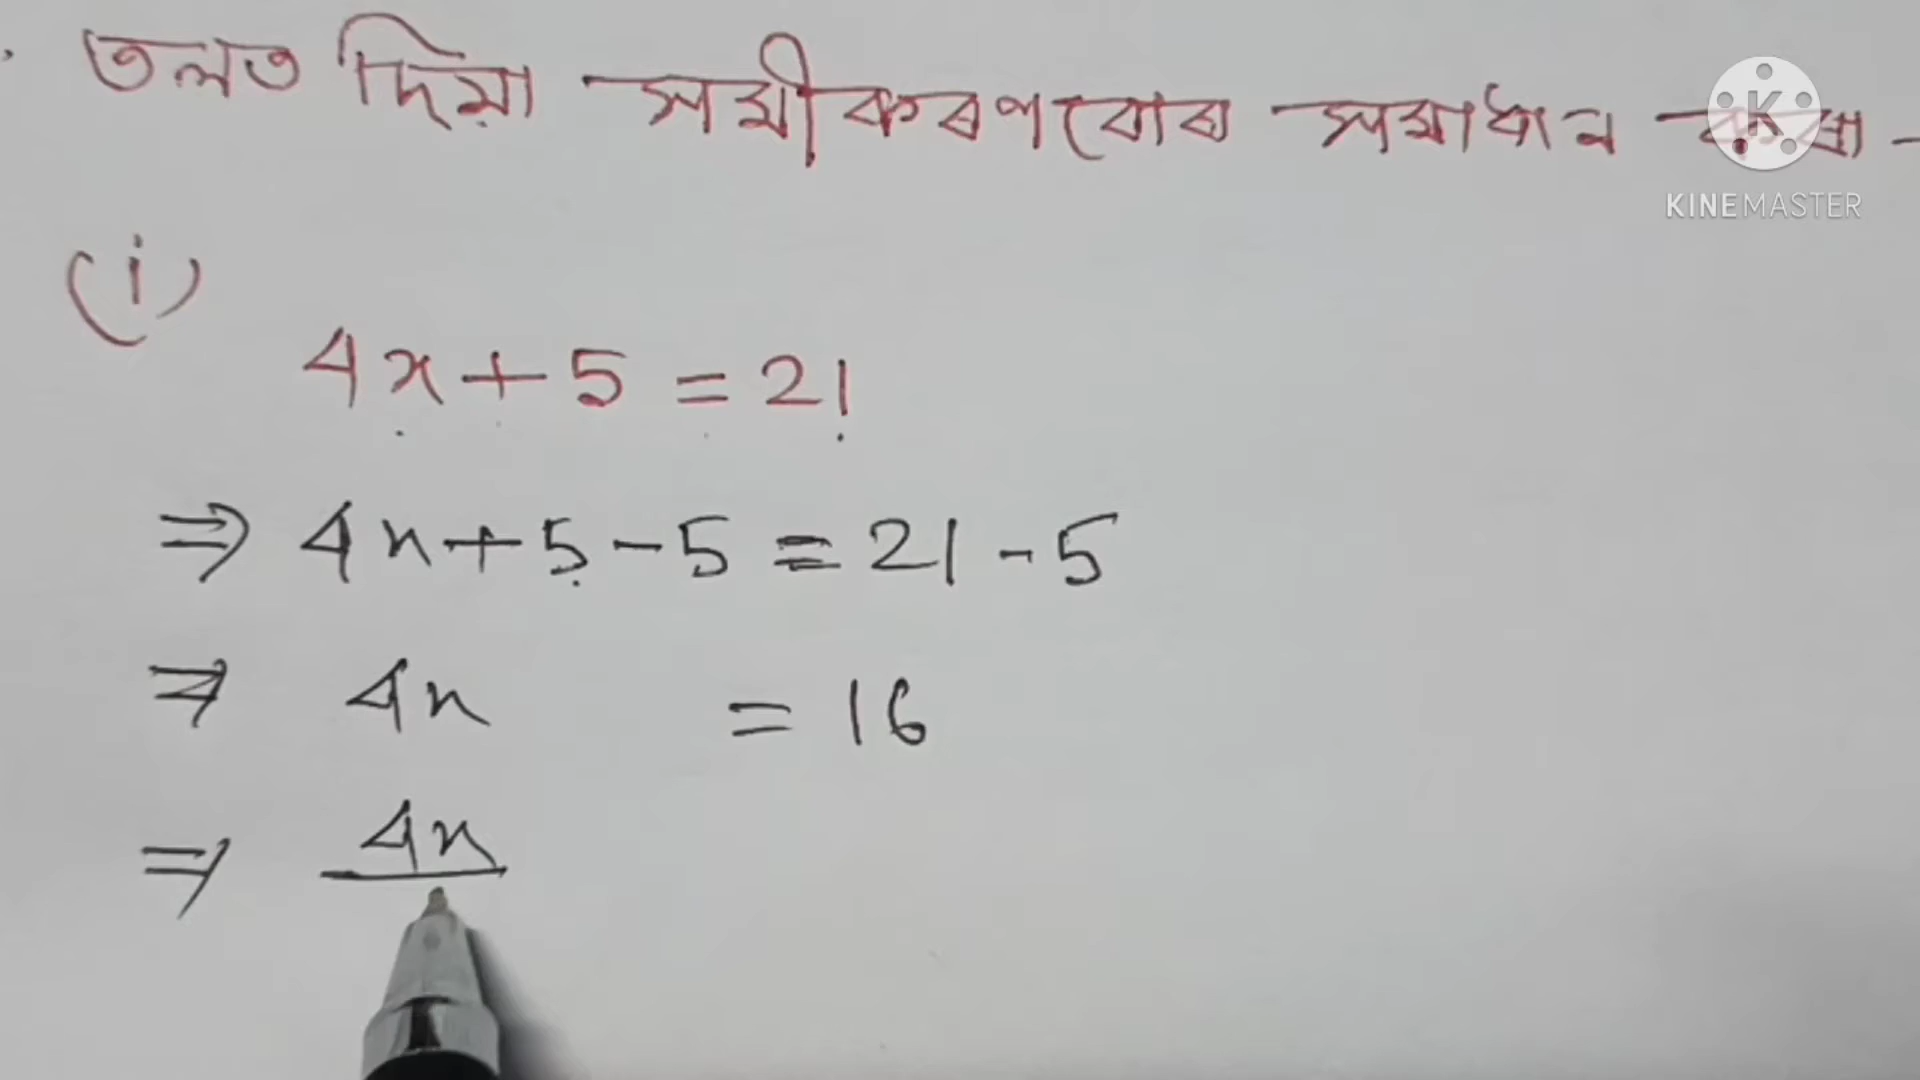 তলত দিয়া সমীকৰণবোৰ সমাধান কৰা -
(i)
4x + 5 = 21
⇒ 4x + 5 - 5 = 21 - 5
⇒ 4x = 16
⇒ 4x
KINEMASTER